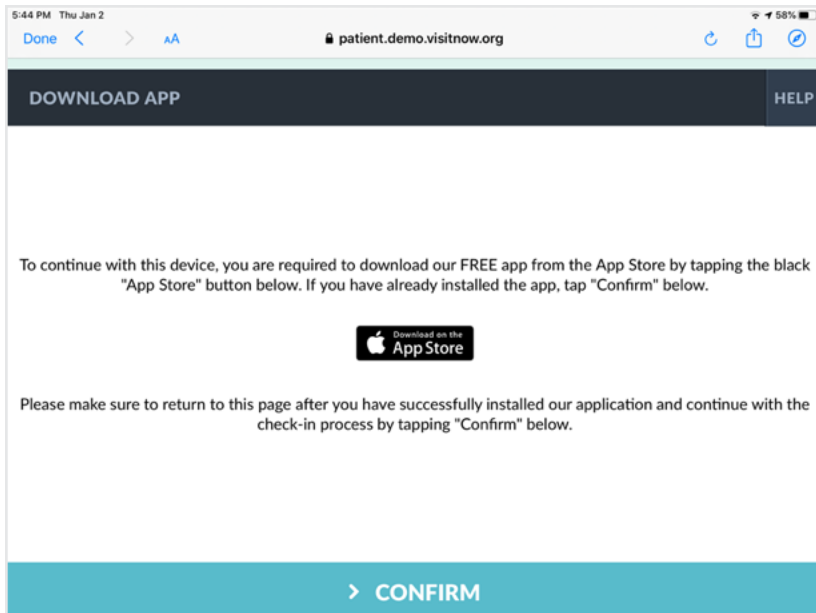 5:44 PM Thu Jan 2
58%
Done
AA
patient.demo.visitnow.org
DOWNLOAD APP
HELP
To continue with this device, you are required to download our FREE app from the App Store by tapping the black
"App Store" button below. If you have already installed the app, tap "Confirm" below.
Download on the
App Store
Please make sure to return to this page after you have successfully installed our application and continue with the
check-in process by tapping "Confirm" below.
> CONFIRM